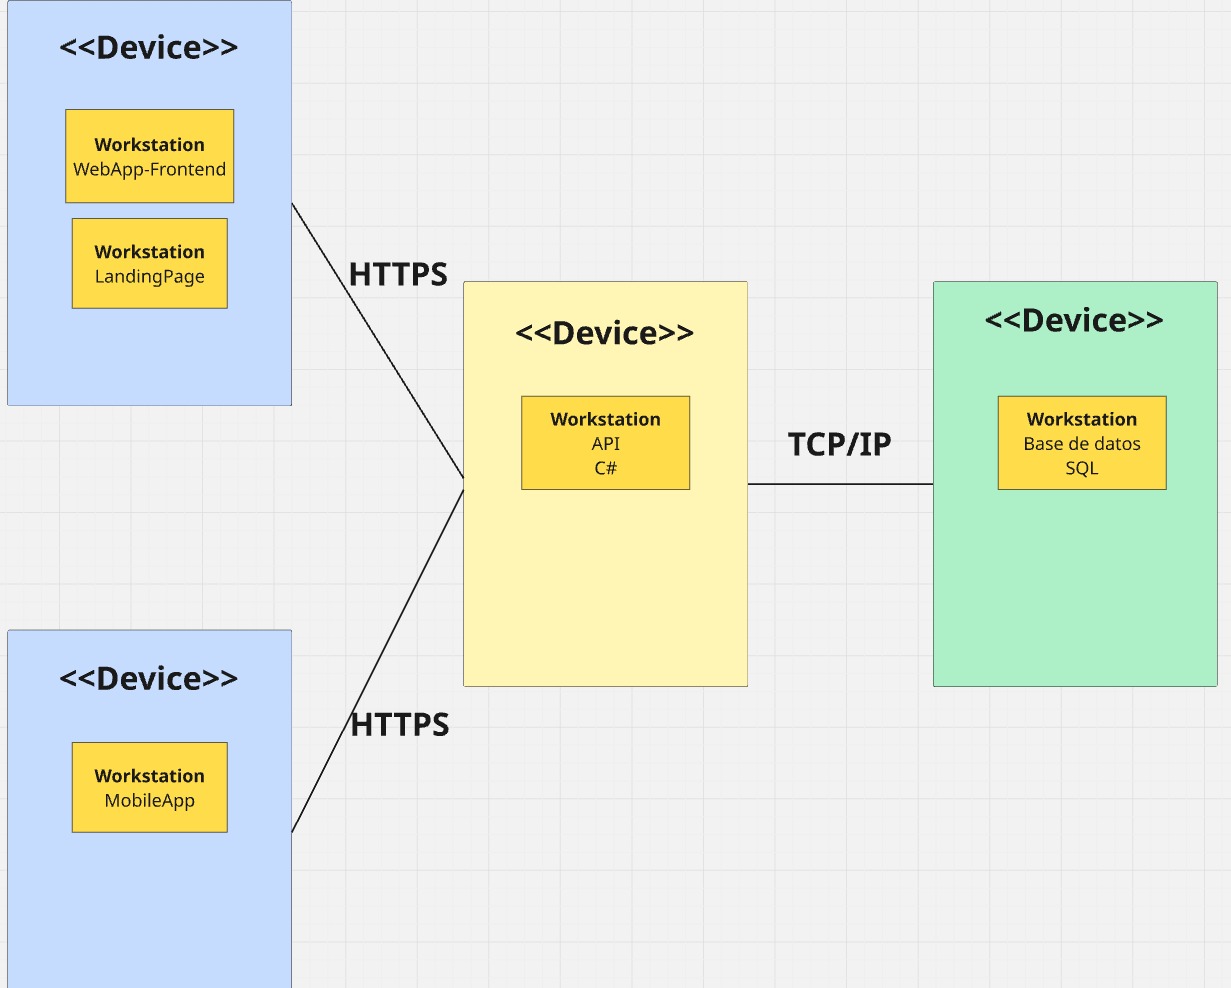 <<Device>>
Workstation
WebApp-Frontend
Workstation
LandingPage
HTTPS
<<Device>>
Workstation
API
C#
TCP/IP
<<Device>>
Workstation
Base de datos
SQL
<<Device>>
Workstation
MobileApp
HTTPS